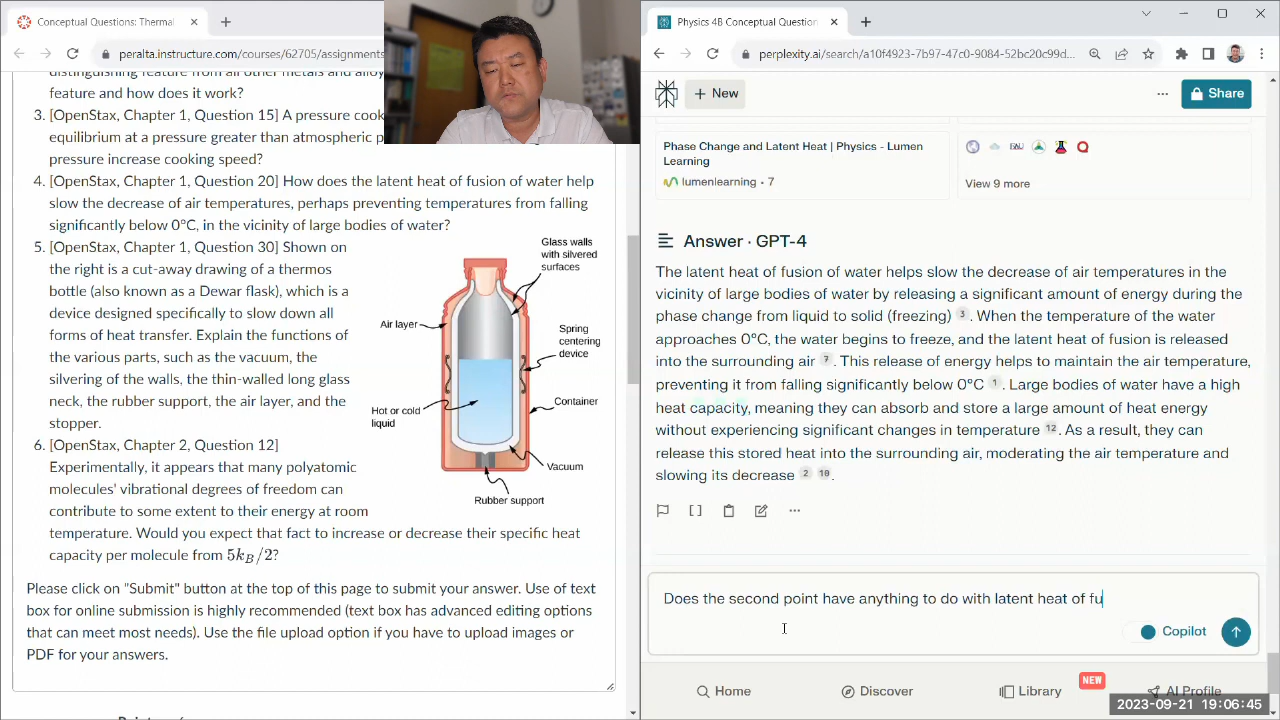 Conceptual Questions: Thermal
peralta.instructure.com/courses/62705/assignments
distinguishing feature from all other metals and alloy
feature and how does it work?
3. [OpenStax, Chapter 1, Question 15] A pressure cook
equilibrium at a pressure greater than atmospheric p
pressure increase cooking speed?
4. [OpenStax, Chapter 1, Question 20] How does the latent heat of fusion of water help
slow the decrease of air temperatures, perhaps preventing temperatures from falling
significantly below 0°C, in the vicinity of large bodies of water?
5. [OpenStax, Chapter 1, Question 30] Shown on
the right is a cut-away drawing of a thermos
bottle (also known as a Dewar flask), which is a
device designed specifically to slow down all
forms of heat transfer. Explain the functions of
the various parts, such as the vacuum, the
silvering of the walls, the thin-walled long glass
neck, the rubber support, the air layer, and the
stopper.
Glass walls
with silvered
surfaces
Air layer
Spring
centering
device
Hot or cold
liquid
Container
Vacuum
Rubber support
6. [OpenStax, Chapter 2, Question 12]
Experimentally, it appears that many polyatomic
molecules' vibrational degrees of freedom can
contribute to some extent to their energy at room
temperature. Would you expect that fact to increase or decrease their specific heat
capacity per molecule from 5k_B/2?
Please click on "Submit" button at the top of this page to submit your answer. Use of text
box for online submission is highly recommended (text box has advanced editing options
that can meet most needs). Use the file upload option if you have to upload images or
PDF for your answers.
Physics 4B Conceptual Question
perplexity.ai/search/a10f4923-7b97-47c0-9084-52bc20c99d...
New
Share
Phase Change and Latent Heat | Physics - Lumen
Learning
lumenlearning · 7
FAU
View 9 more
Answer · GPT-4
The latent heat of fusion of water helps slow the decrease of air temperatures in the
vicinity of large bodies of water by releasing a significant amount of energy during the
phase change from liquid to solid (freezing) 3 . When the temperature of the water
approaches 0°C, the water begins to freeze, and the latent heat of fusion is released
into the surrounding air 7 . This release of energy helps to maintain the air temperature,
preventing it from falling significantly below 0°C 1 . Large bodies of water have a high
heat capacity, meaning they can absorb and store a large amount of heat energy
without experiencing significant changes in temperature 12 . As a result, they can
release this stored heat into the surrounding air, moderating the air temperature and
slowing its decrease 2 10 .
Does the second point have anything to do with latent heat of fu
Copilot
Home
Discover
Library
NEW
AI Profile
2023-09-21 19:06:45